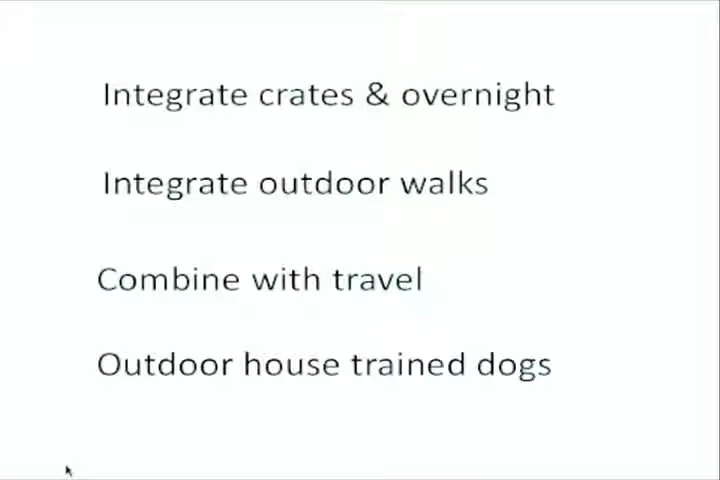 Integrate crates & overnight
Integrate outdoor walks
Combine with travel
Outdoor house trained dogs